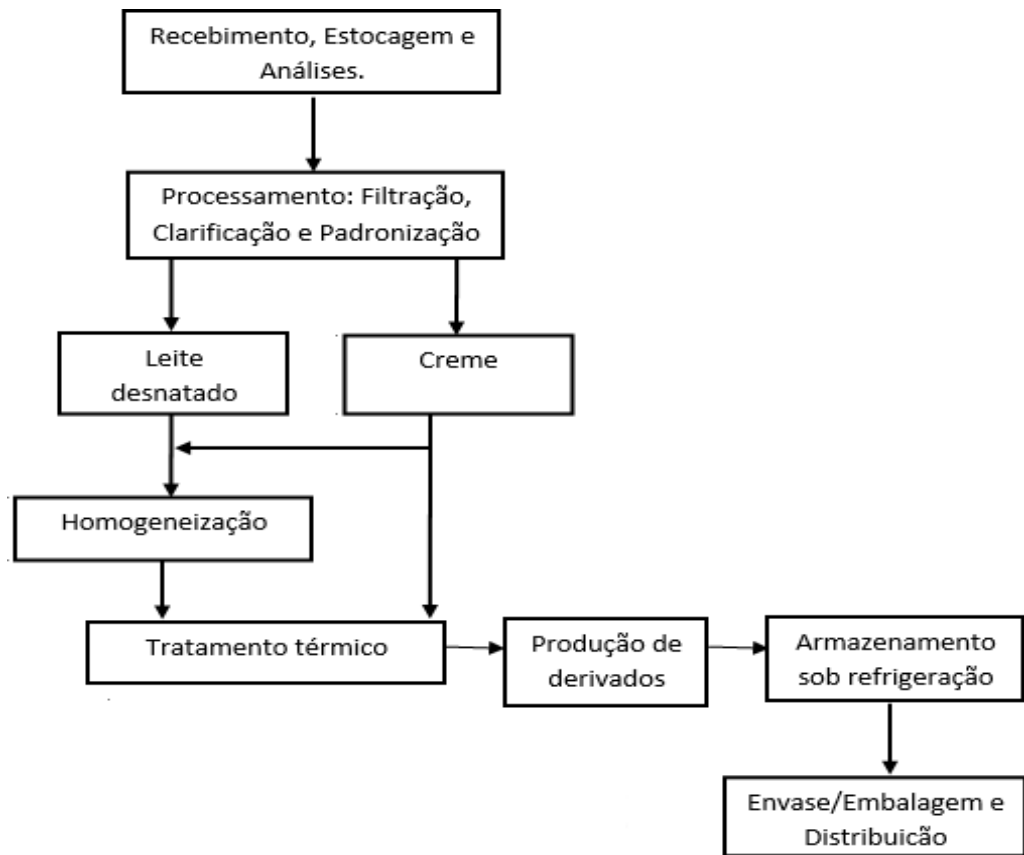 Recebimento, Estocagem e
Análises.
Processamento: Filtração,
Clarificação e Padronização
Leite
desnatado
Creme
Homogeneização
Tratamento térmico
Produção de
derivados
Armazenamento
sob refrigeração
Envase/Embalagem e
Distribuicão